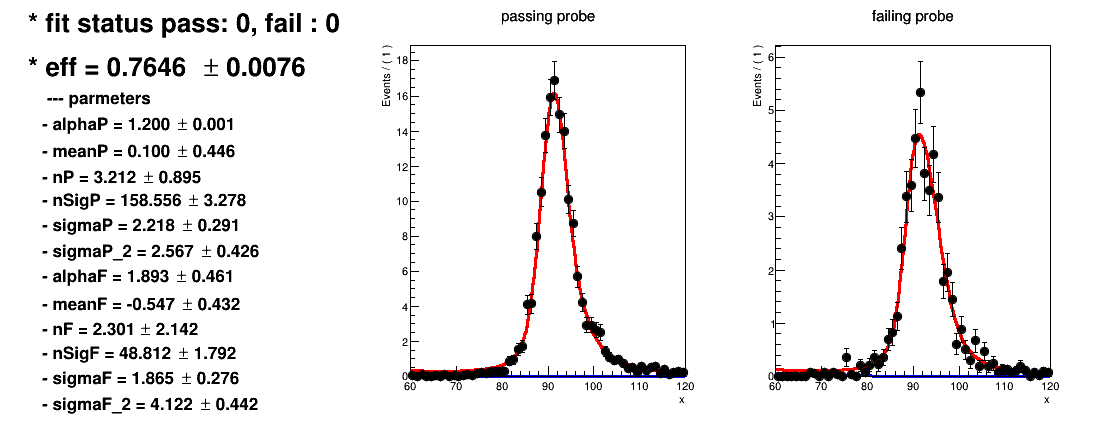 * fit status pass: 0, fail : 0
* eff = 0.7646 ± 0.0076
--- parmeters
- alphaP = 1.200 ± 0.001
- meanP = 0.100 ± 0.446
- nP = 3.212 ± 0.895
- nSigP = 158.556 ± 3.278
- sigmaP = 2.218 ± 0.291
- sigmaP_2 = 2.567 ± 0.426
- alphaF = 1.893 ± 0.461
- meanF = -0.547 ± 0.432
- nF = 2.301 ± 2.142
- nSigF = 48.812 ± 1.792
- sigmaF = 1.865 ± 0.276
- sigmaF_2 = 4.122 ± 0.442
passing probe
Events / ( 1 )
18
16
14
12
10
8
6
4
2
0
60 70 80 90 100 110 120
x
failing probe
Events / ( 1 )
6
5
4
3
2
1
0
60 70 80 90 100 110 120
x